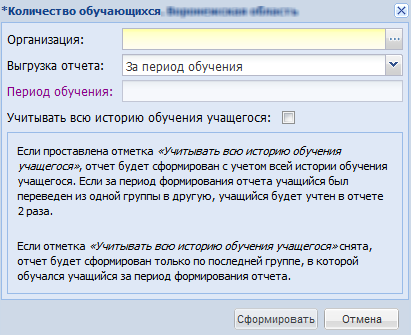 *Количество обучающихся. Воронежская область
Организация:
...
Выгрузка отчета: За период обучения
Период обучения:
Учитывать всю историю обучения учащегося:
Если проставлена отметка «Учитывать всю историю обучения
учащегося», отчет будет сформирован с учетом всей истории обучения
учащегося. Если за период формирования отчета учащийся был
переведен из одной группы в другую, учащийся будет учтен в отчете
2 раза.
Если отметка «Учитывать всю историю обучения учащегося» снята,
отчет будет сформирован только по последней группе, в которой
обучался учащийся за период формирования отчета.
Сформировать Отмена